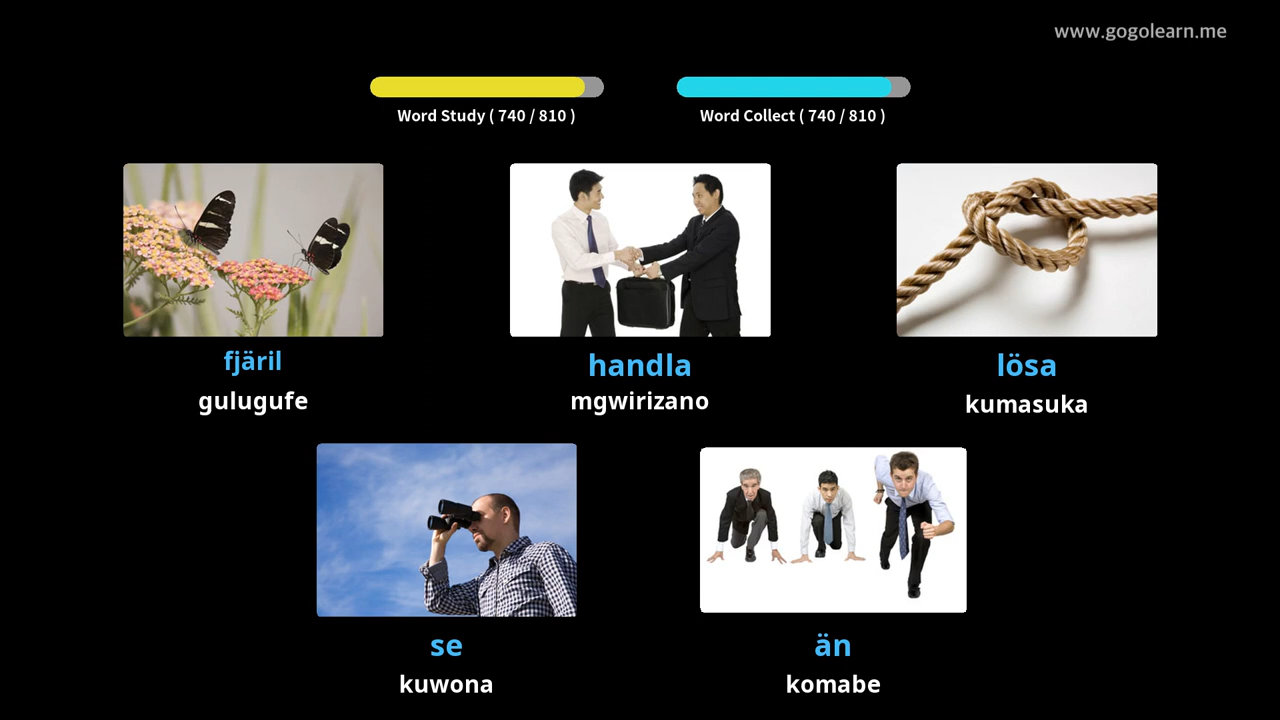 www.gogolearn.me
Word Study ( 740 / 810 )
Word Collect ( 740 / 810 )
fjäril
gulugufe
handla
mgwirizano
lösa
kumasuka
se
kuwona
än
komabe